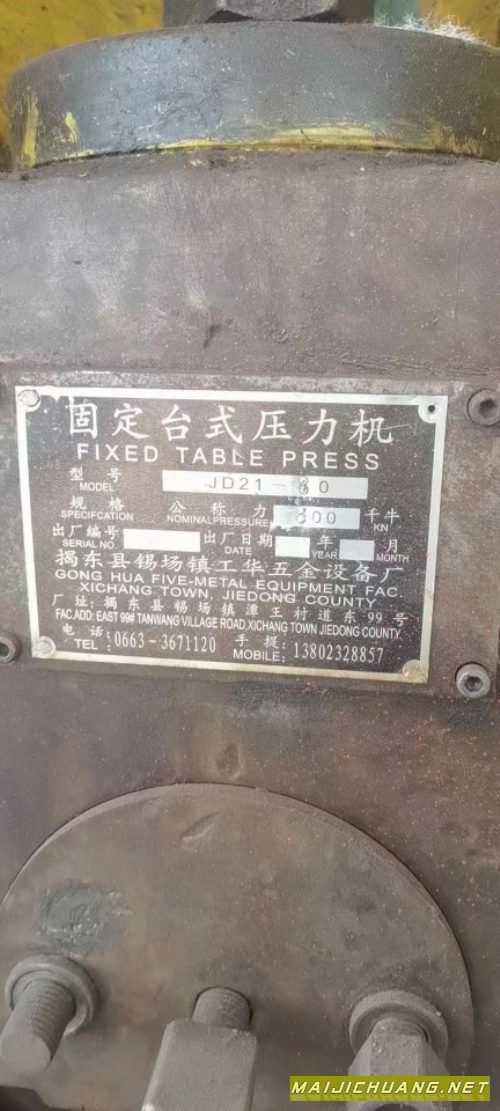 固定台式压力机
FIXED TABLE PRESS
型号 MODEL JD21-80
规格 SPECIFCATION 公称力 NOMINALPRESSURE 800 千牛 KN
出厂编号 SERIAL NO 出厂日期 DATE 年 YEAR 月 MONTH
揭东县锡场镇工华五金设备厂
GONG HUA FIVE-METAL EQUIPMENT FAC.
XICHANG TOWN, JIEDONG COUNTY
厂址:揭东县锡场镇潭王村道东99号
FAC.ADD: EAST 99# TANWANG VILLAGE ROAD,XICHANG TOWN JIEDONG COUNTY
电话 TEL:0663-3671120 手提 MOBILE:13802328857
MAIJICHUANG.NET